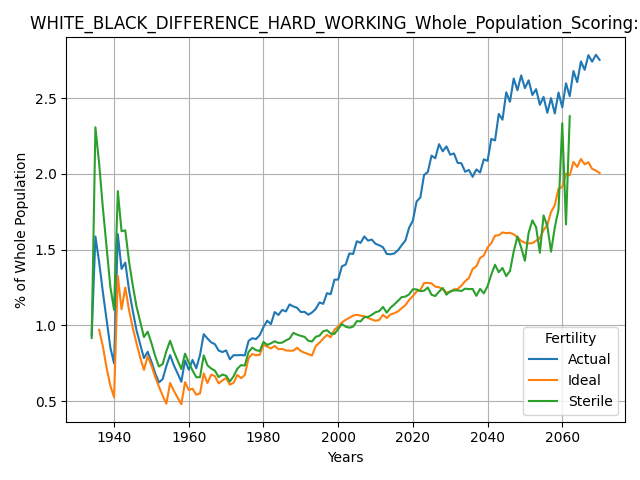 WHITE_BLACK_DIFFERENCE_HARD_WORKING_Whole_Population_Scoring:
% of Whole Population
2.5
2.0
1.5
1.0
0.5
1940 1960 1980 2000 2020 2040 2060
Years
Fertility
Actual
Ideal
Sterile